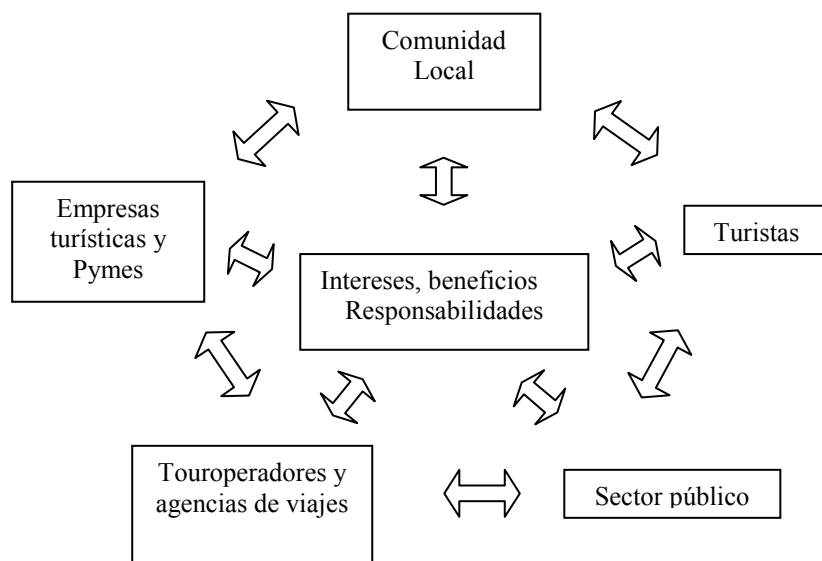 Comunidad
Local
Empresas
turísticas y
Pymes
Turistas
Intereses, beneficios
Responsabilidades
Touroperadores y
agencias de viajes
Sector público